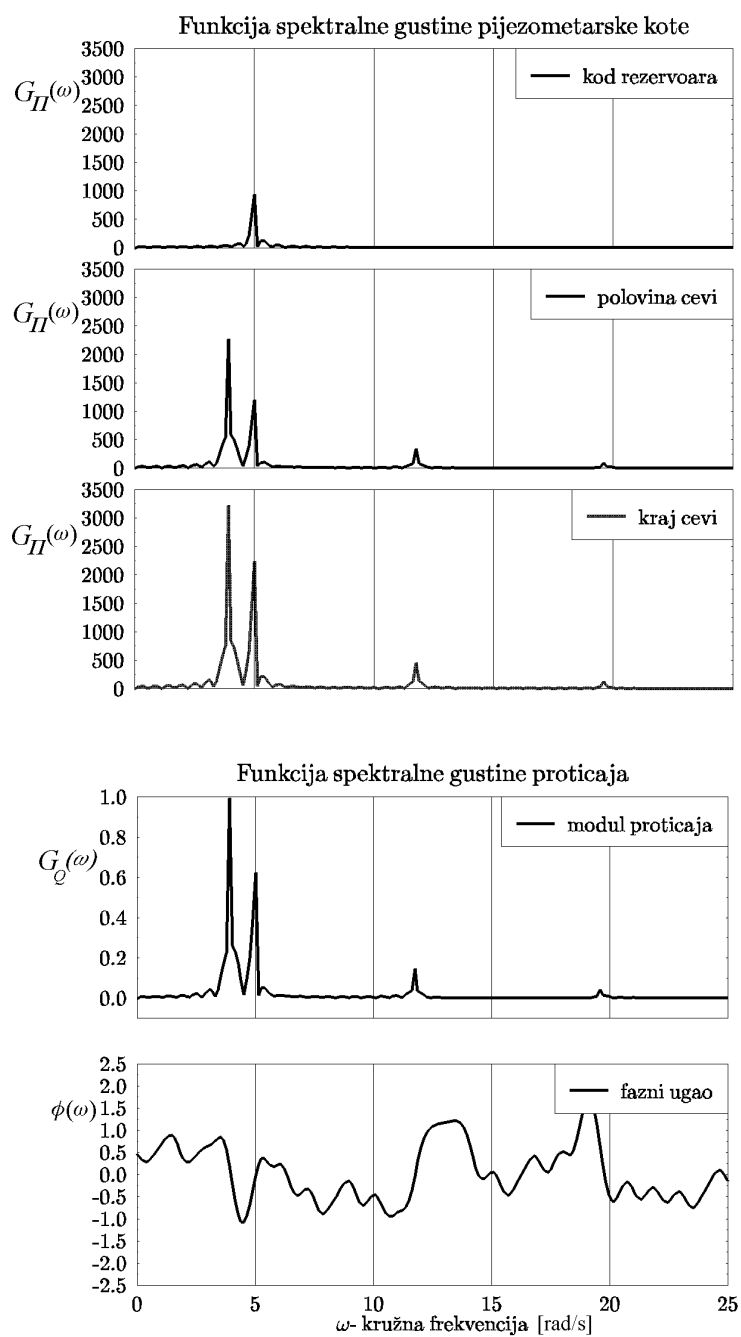 Funkcija spektralne gustine pijezometarske kote
3500
3000
2500
2000
1500
1000
500
0
G_Π(ω)
kod rezervoara
3500
3000
2500
2000
1500
1000
500
0
G_Π(ω)
polovina cevi
3500
3000
2500
2000
1500
1000
500
0
G_Π(ω)
kraj cevi
Funkcija spektralne gustine proticaja
1.0
0.8
0.6
0.4
0.2
0.0
G_Q(ω)
modul proticaja
2.5
2.0
1.5
1.0
0.5
0.0
-0.5
-1.0
-1.5
-2.0
-2.5
ϕ(ω)
fazni ugao
0 5 10 15 20 25
ω- kružna frekvencija [rad/s]